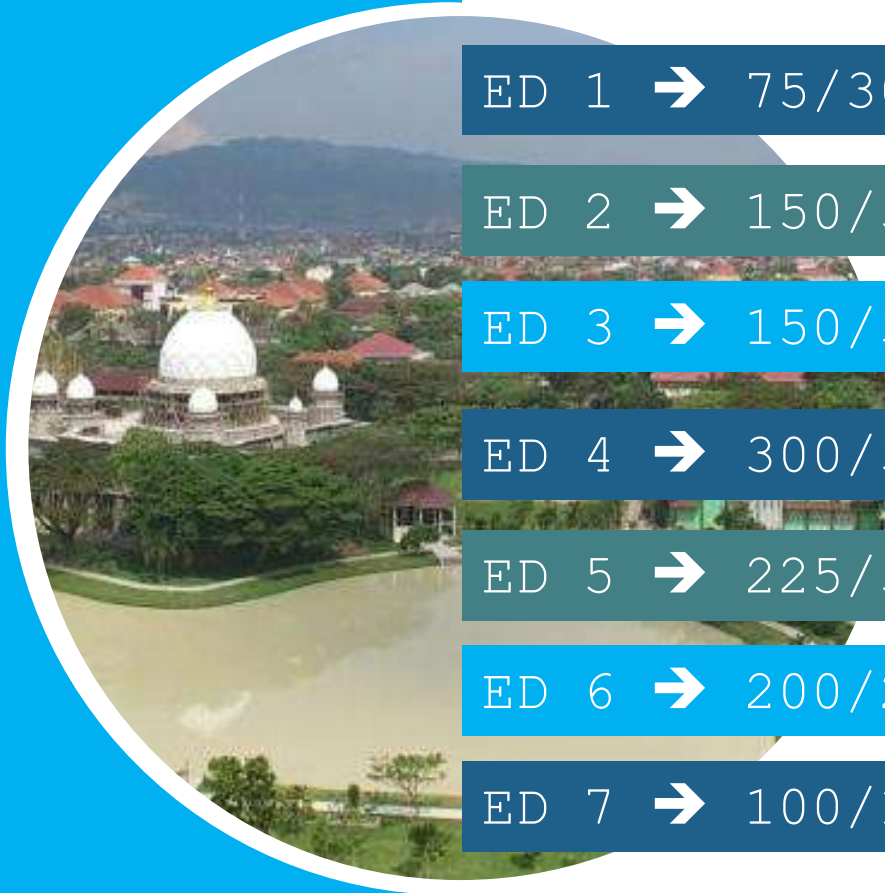 ED 1 → 75/30
ED 2 → 150/
ED 3 → 150/
ED 4 → 300/
ED 5 → 225/
ED 6 → 200/
ED 7 → 100/